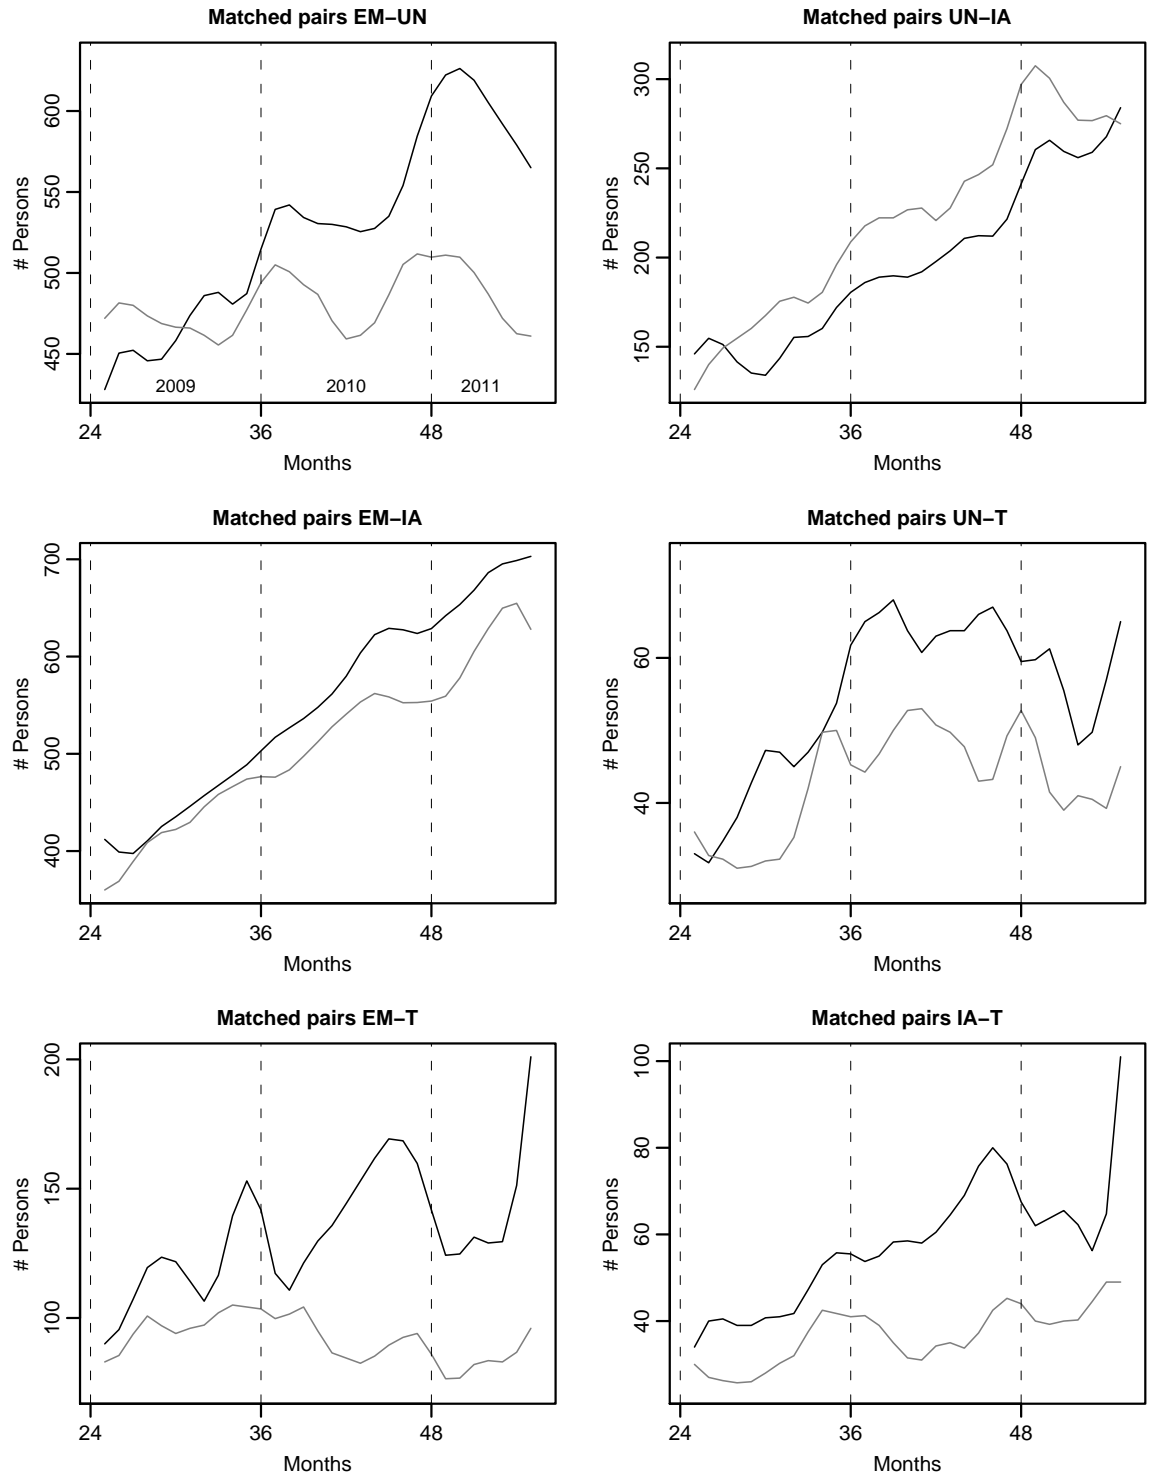 Matched pairs EM−UN
# Persons
600
550
500
450
2009
2010
2011
24
36
48
Months
Matched pairs UN−IA
# Persons
300
250
200
150
24
36
48
Months
Matched pairs EM−IA
# Persons
700
600
500
400
24
36
48
Months
Matched pairs UN−T
# Persons
60
40
24
36
48
Months
Matched pairs EM−T
# Persons
200
150
100
24
36
48
Months
Matched pairs IA−T
# Persons
100
80
60
40
24
36
48
Months